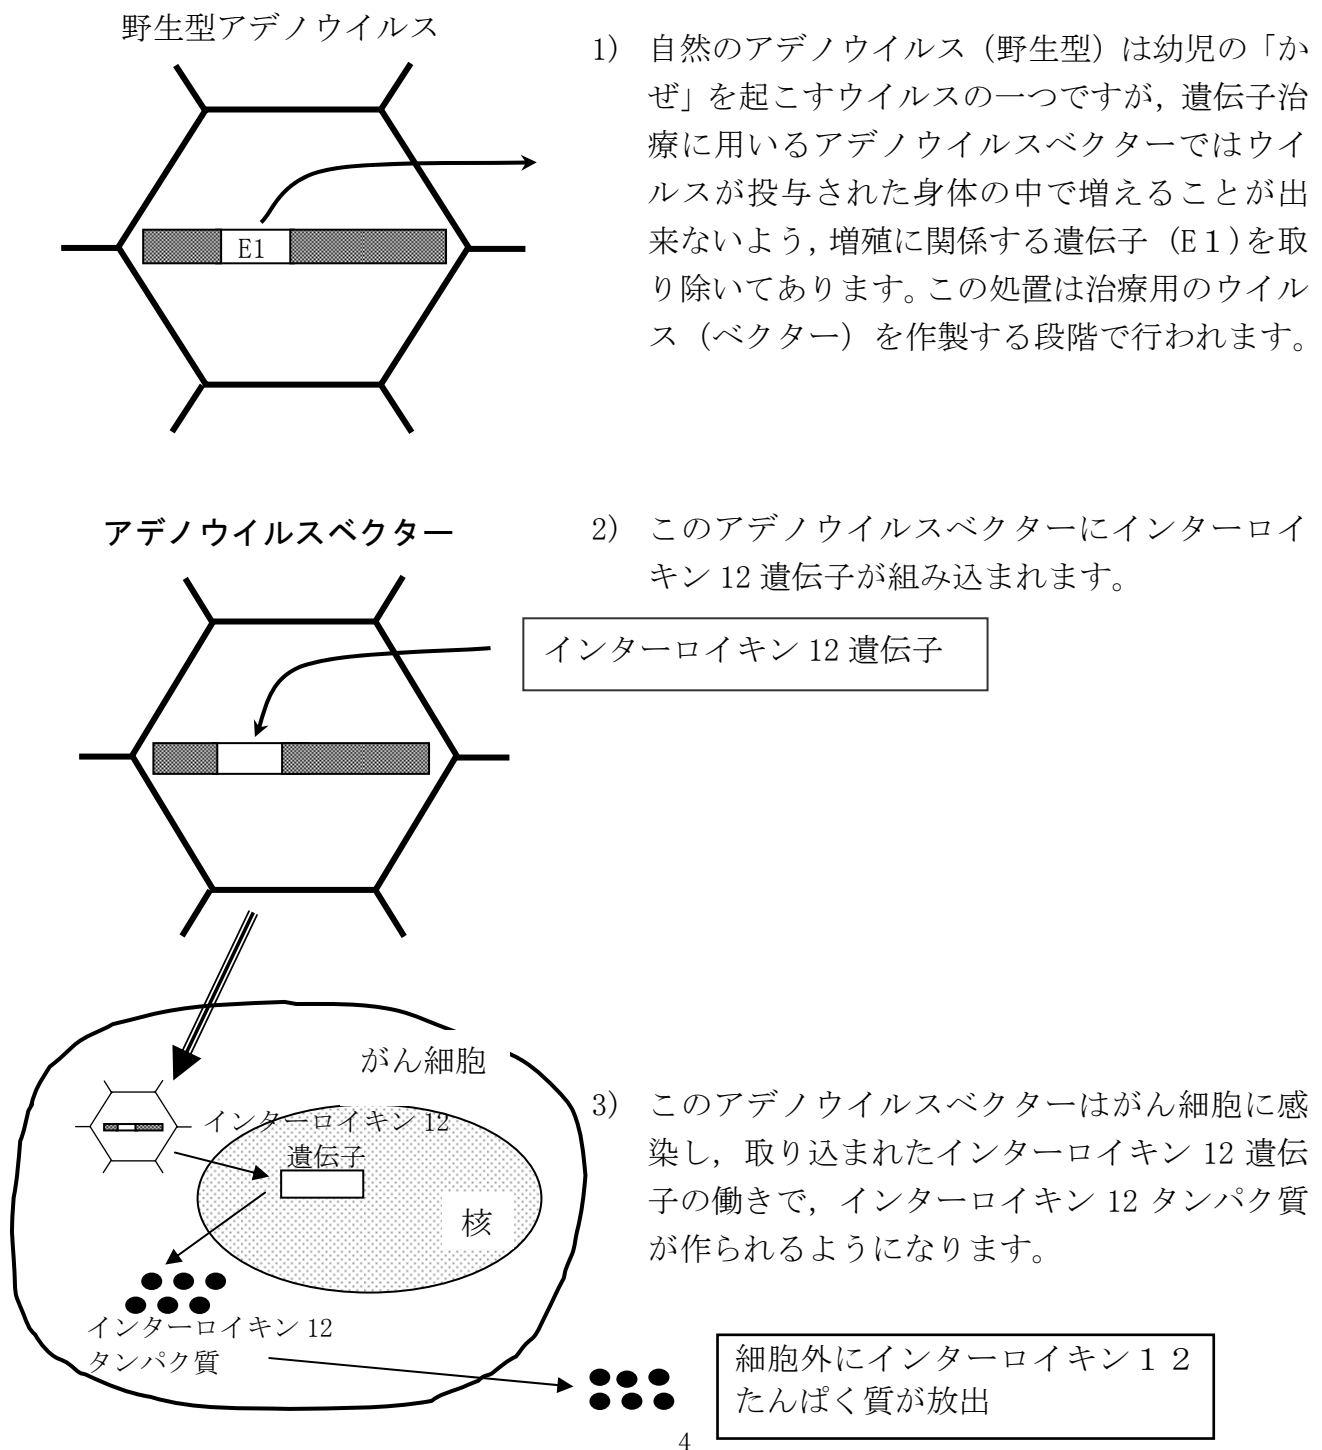 野生型アデノウイルス
1) 自然のアデノウイルス（野生型）は幼児の「か
ぜ」を起こすウイルスの一つですが，遺伝子治
療に用いるアデノウイルスベクターではウイ
ルスが投与された身体の中で増えることが出
来ないよう，増殖に関係する遺伝子（E１）を取
り除いてあります。この処置は治療用のウイル
ス（ベクター）を作製する段階で行われます。
E1
アデノウイルスベクター
2) このアデノウイルスベクターにインターロイ
キン 12 遺伝子が組み込まれます。
インターロイキン 12 遺伝子
がん細胞
インターロイキン 12
遺伝子
核
3) このアデノウイルスベクターはがん細胞に感
染し，取り込まれたインターロイキン 12 遺伝
子の働きで，インターロイキン 12 タンパク質
が作られるようになります。
インターロイキン 12
タンパク質
細胞外にインターロイキン１２
たんぱく質が放出
4